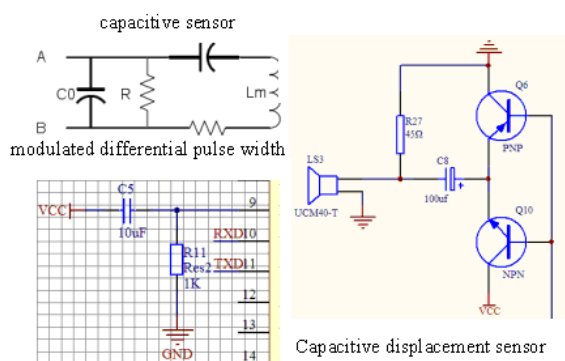 capacitive sensor
A
C0
R
Lm
B
modulated differential pulse width
C5
VCC
9
10uF
RXD10
R11
Res2
TXD11
1K
12
13
GND
14
Q6
R27
45Ω
PNP
LS3
C8
UCM40-T
100uf
+
Q10
NPN
VCC
Capacitive displacement sensor